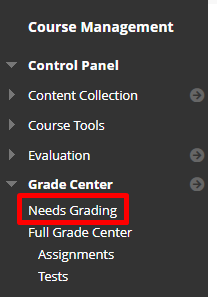 Course Management
Control Panel
Content Collection
Course Tools
Evaluation
Grade Center
Needs Grading
Full Grade Center
Assignments
Tests